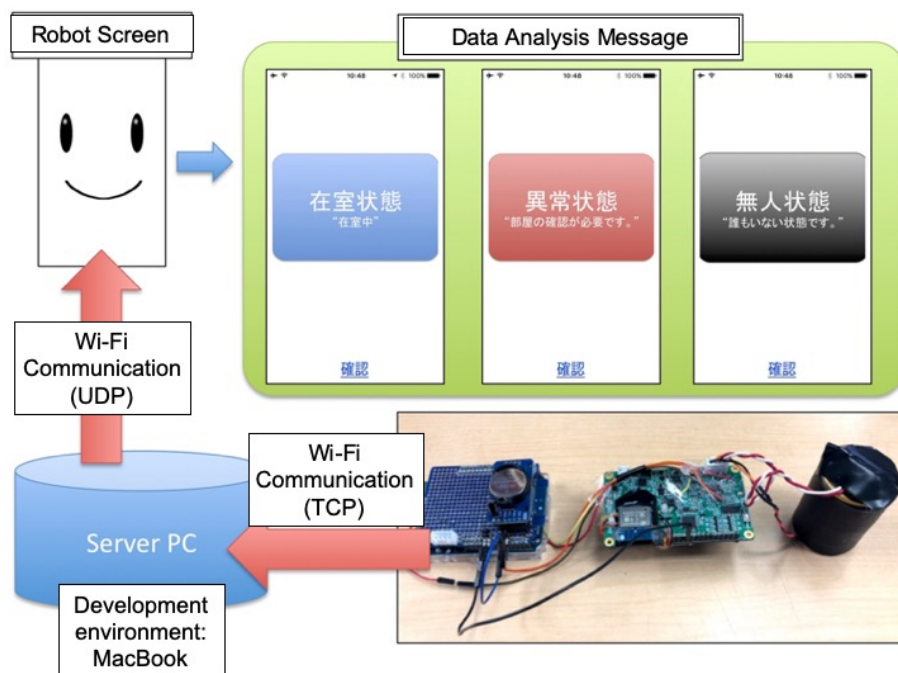 Robot Screen
Data Analysis Message
10:48
100%
在室状態
“在室中”
確認
10:48
100%
異常状態
“部屋の確認が必要です。”
確認
10:48
100%
無人状態
“誰もいない状態です。”
確認
Wi-Fi
Communication
(UDP)
Wi-Fi
Communication
(TCP)
Server PC
Development
environment:
MacBook